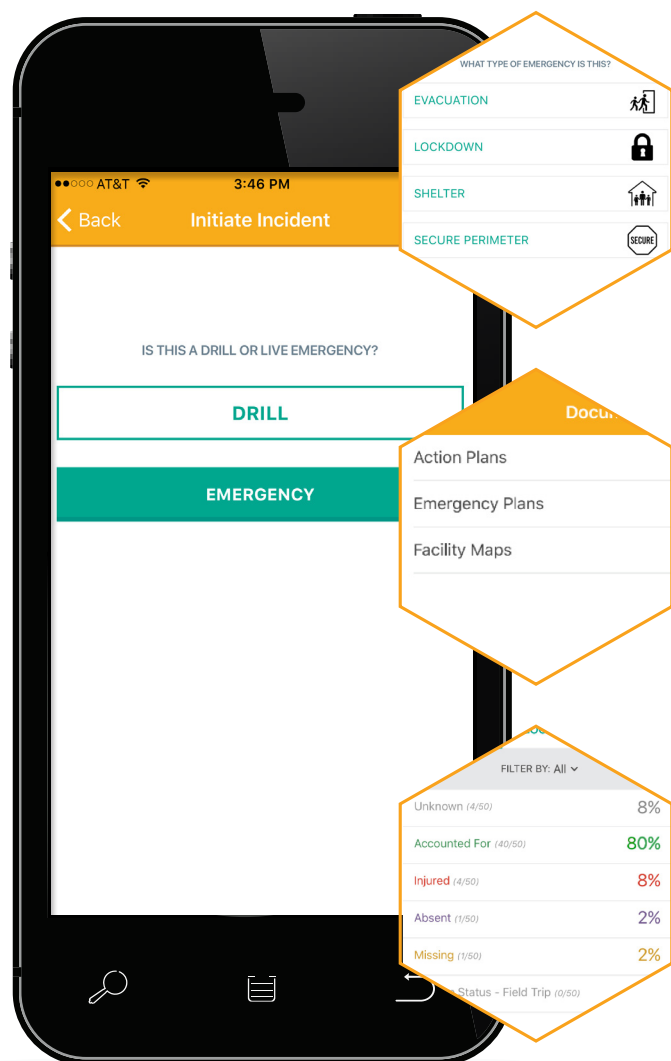 AT&T
3:46 PM
Back
Initiate Incident
IS THIS A DRILL OR LIVE EMERGENCY?
DRILL
EMERGENCY
WHAT TYPE OF EMERGENCY IS THIS?
EVACUATION
LOCKDOWN
SHELTER
SECURE PERIMETER
SECURE
Action Plans
Emergency Plans
Facility Maps
FILTER BY: All
Unknown (4/50) 8%
Accounted For (40/50) 80%
Injured (4/50) 8%
Absent (1/50) 2%
Missing (1/50) 2%
Status - Field Trip (0/50)